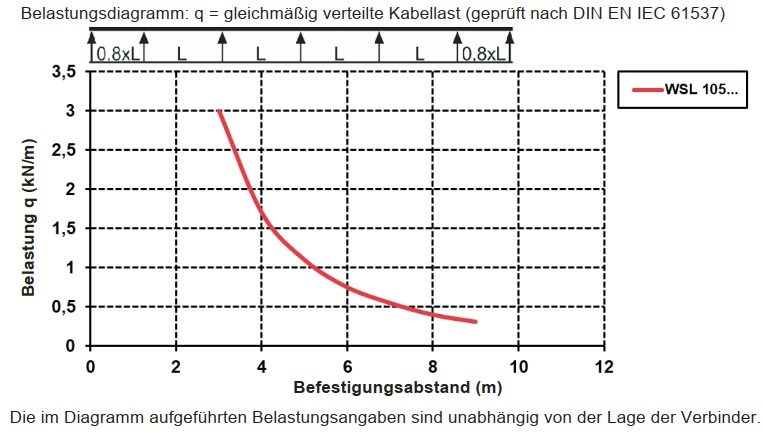 Belastungsdiagramm: q = gleichmäßig verteilte Kabellast (geprüft nach DIN EN IEC 61537)
0.8xL L L L L 0,8xL
3,5
3
2,5
2
1,5
1
0,5
0
Belastung q (kN/m)
0 2 4 6 8 10 12
Befestigungsabstand (m)
WSL 105...
Die im Diagramm aufgeführten Belastungsangaben sind unabhängig von der Lage der Verbinder.